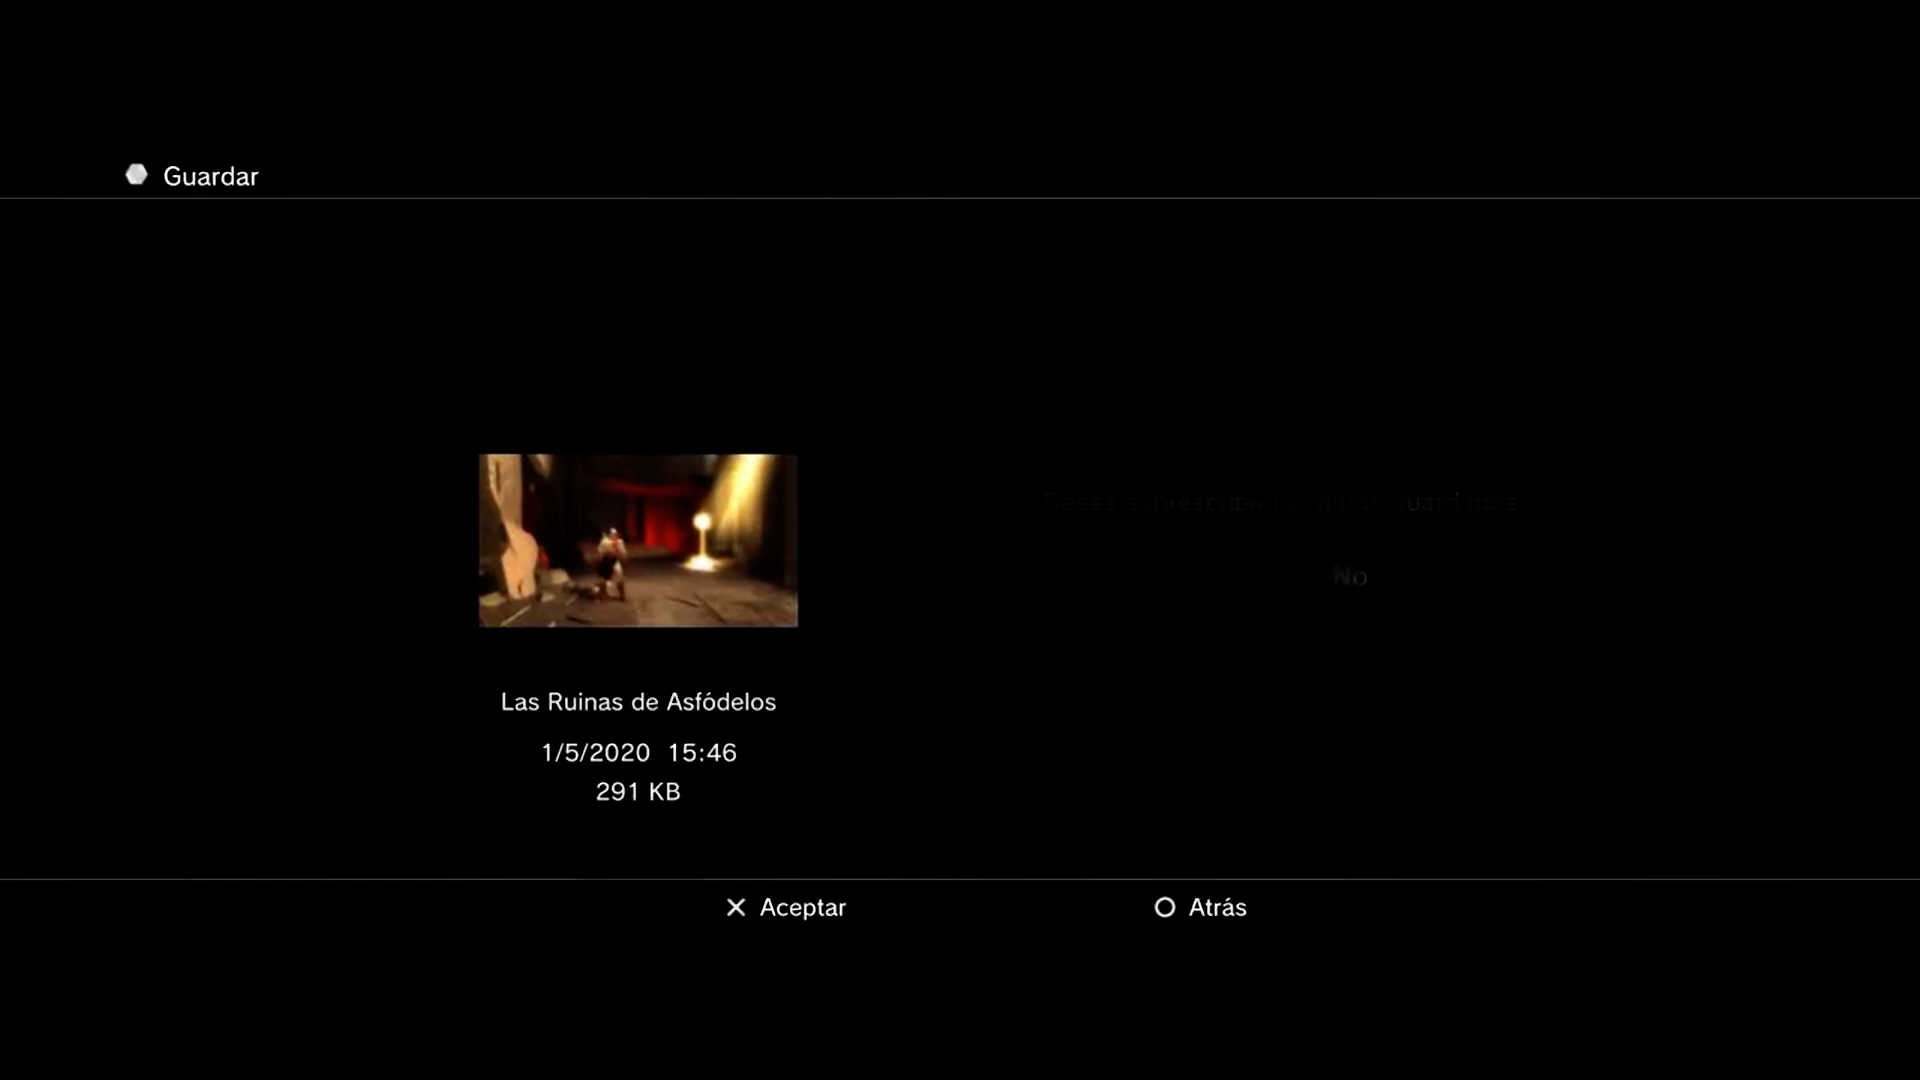 Guardar
No
Las Ruinas de Asfódelos
1/5/2020 15:46
291 KB
Aceptar
Atrás